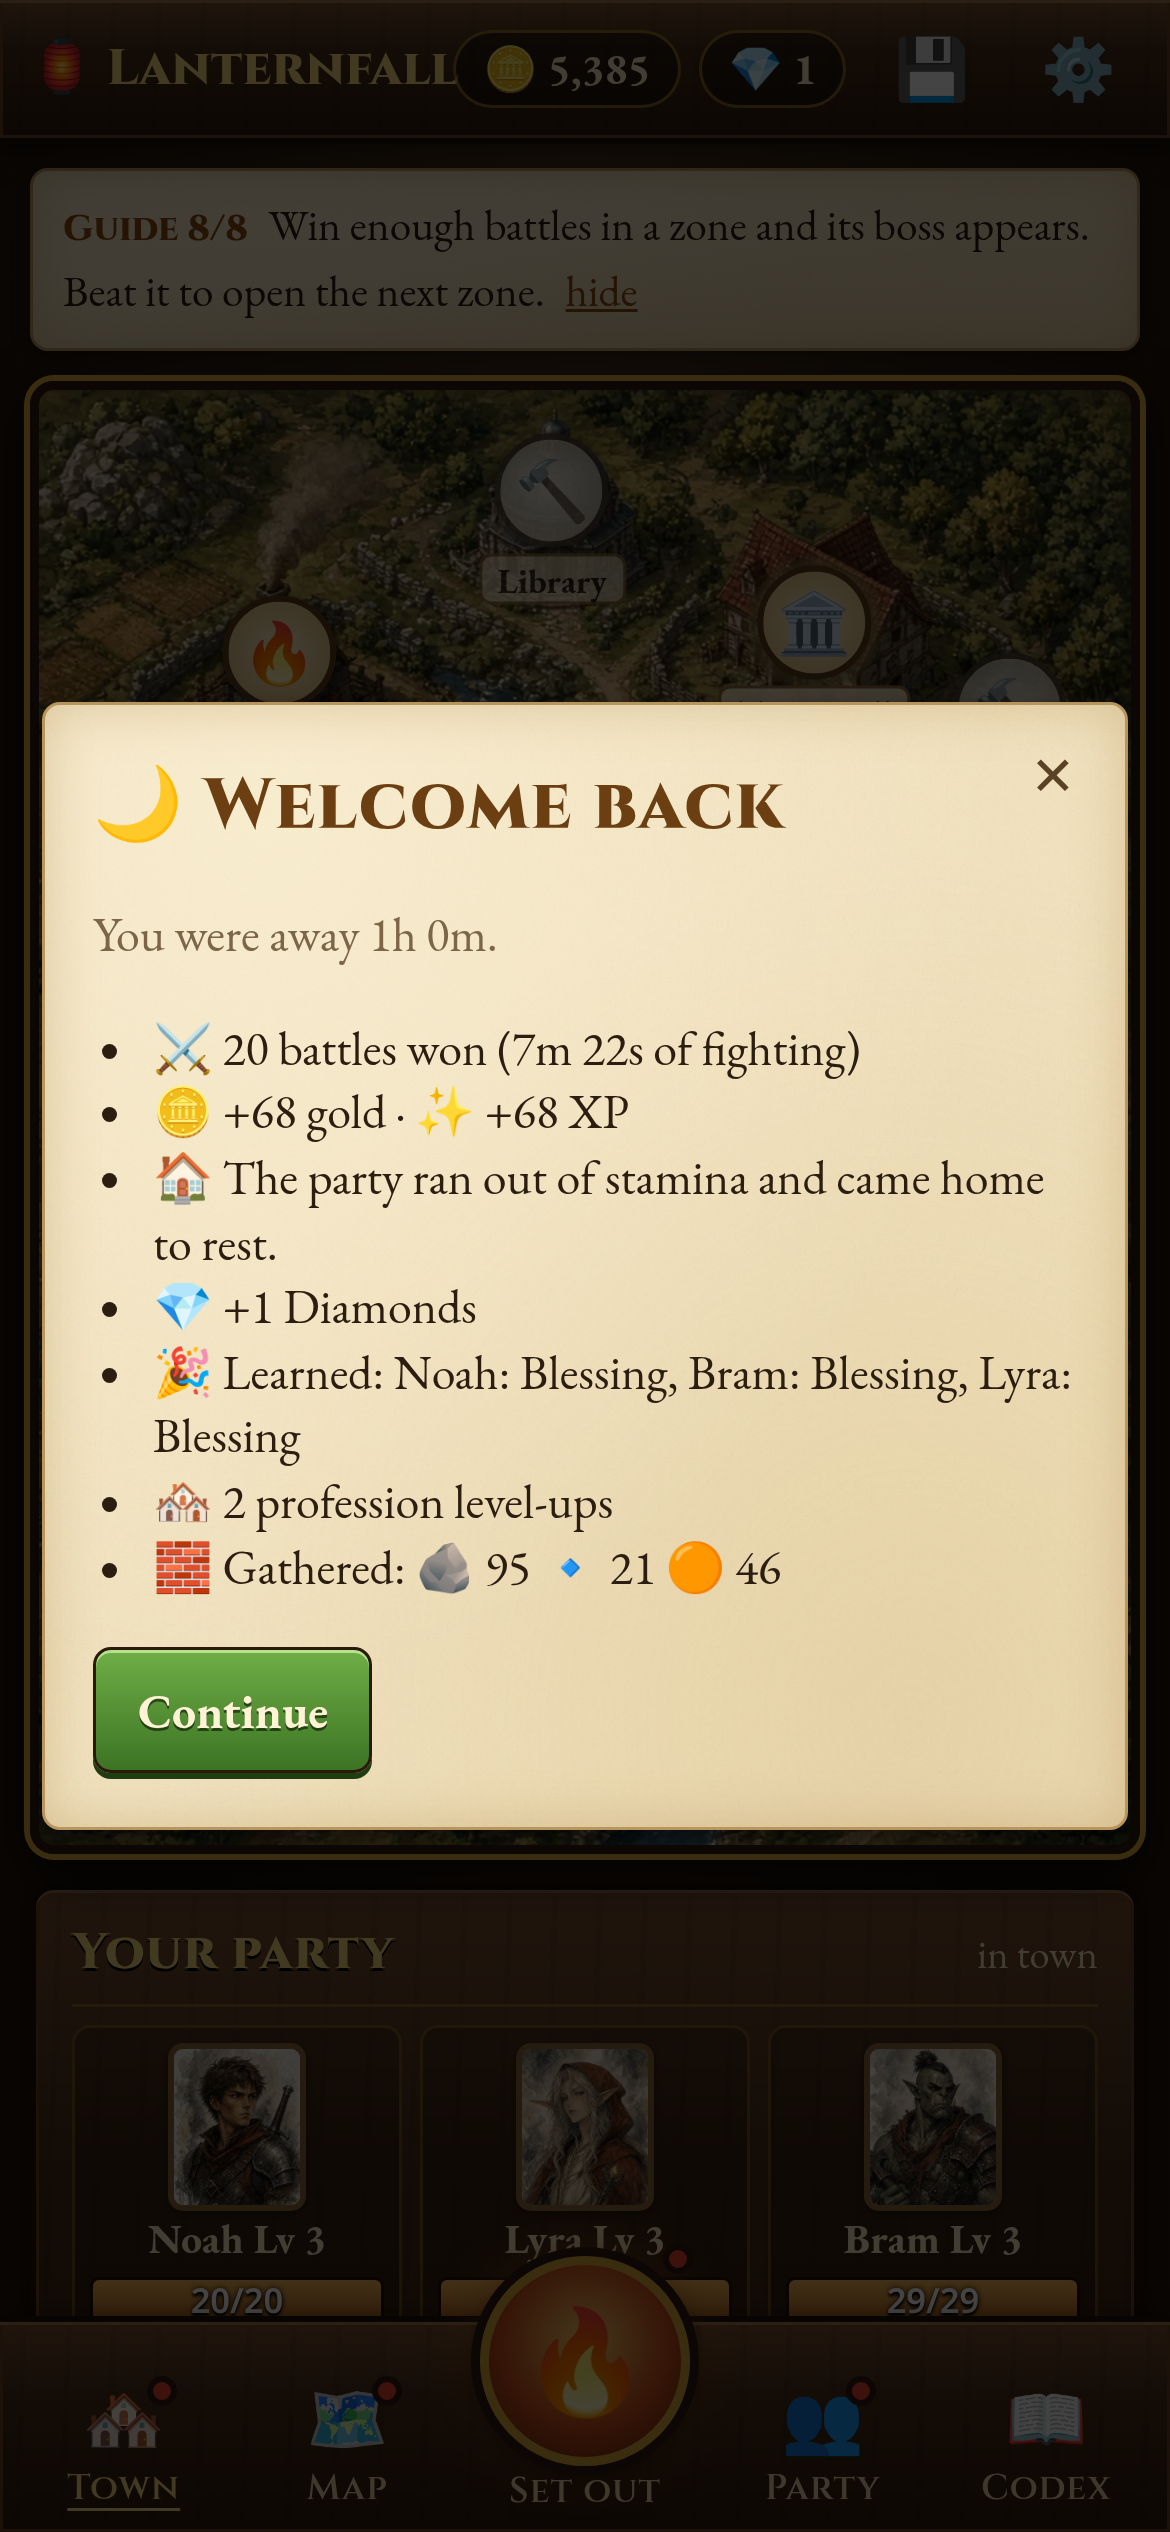 LANTERNFALL 5,385 1
GUIDE 8/8 Win enough battles in a zone and its boss appears.
Beat it to open the next zone. hide
Library
WELCOME BACK ✕
You were away 1h 0m.
• 20 battles won (7m 22s of fighting)
• +68 gold · +68 XP
• The party ran out of stamina and came home
to rest.
• +1 Diamonds
• Learned: Noah: Blessing, Bram: Blessing, Lyra:
Blessing
• 2 profession level-ups
• Gathered: 95 21 46
Continue
YOUR PARTY in town
Noah Lv 3 Lyra Lv 3 Bram Lv 3
20/20 29/29
TOWN MAP SET OUT PARTY CODEX